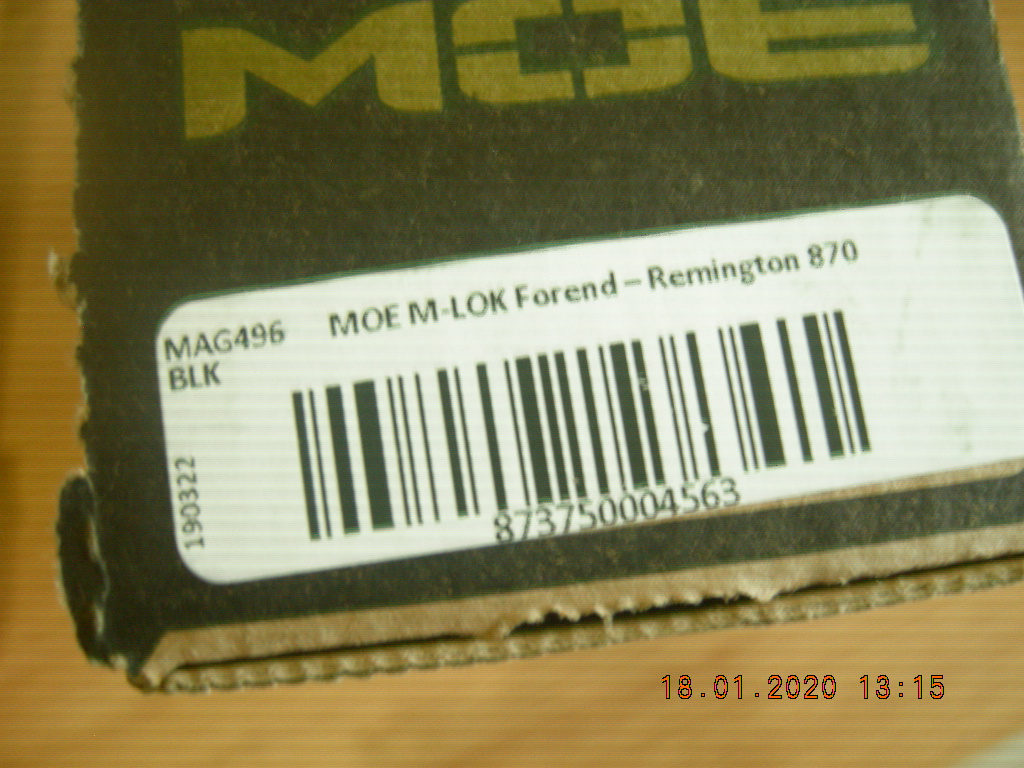 MOE
MOE M-LOK Forend – Remington 870
MAG496
BLK
190322
873750004563
18.01.2020 13:15